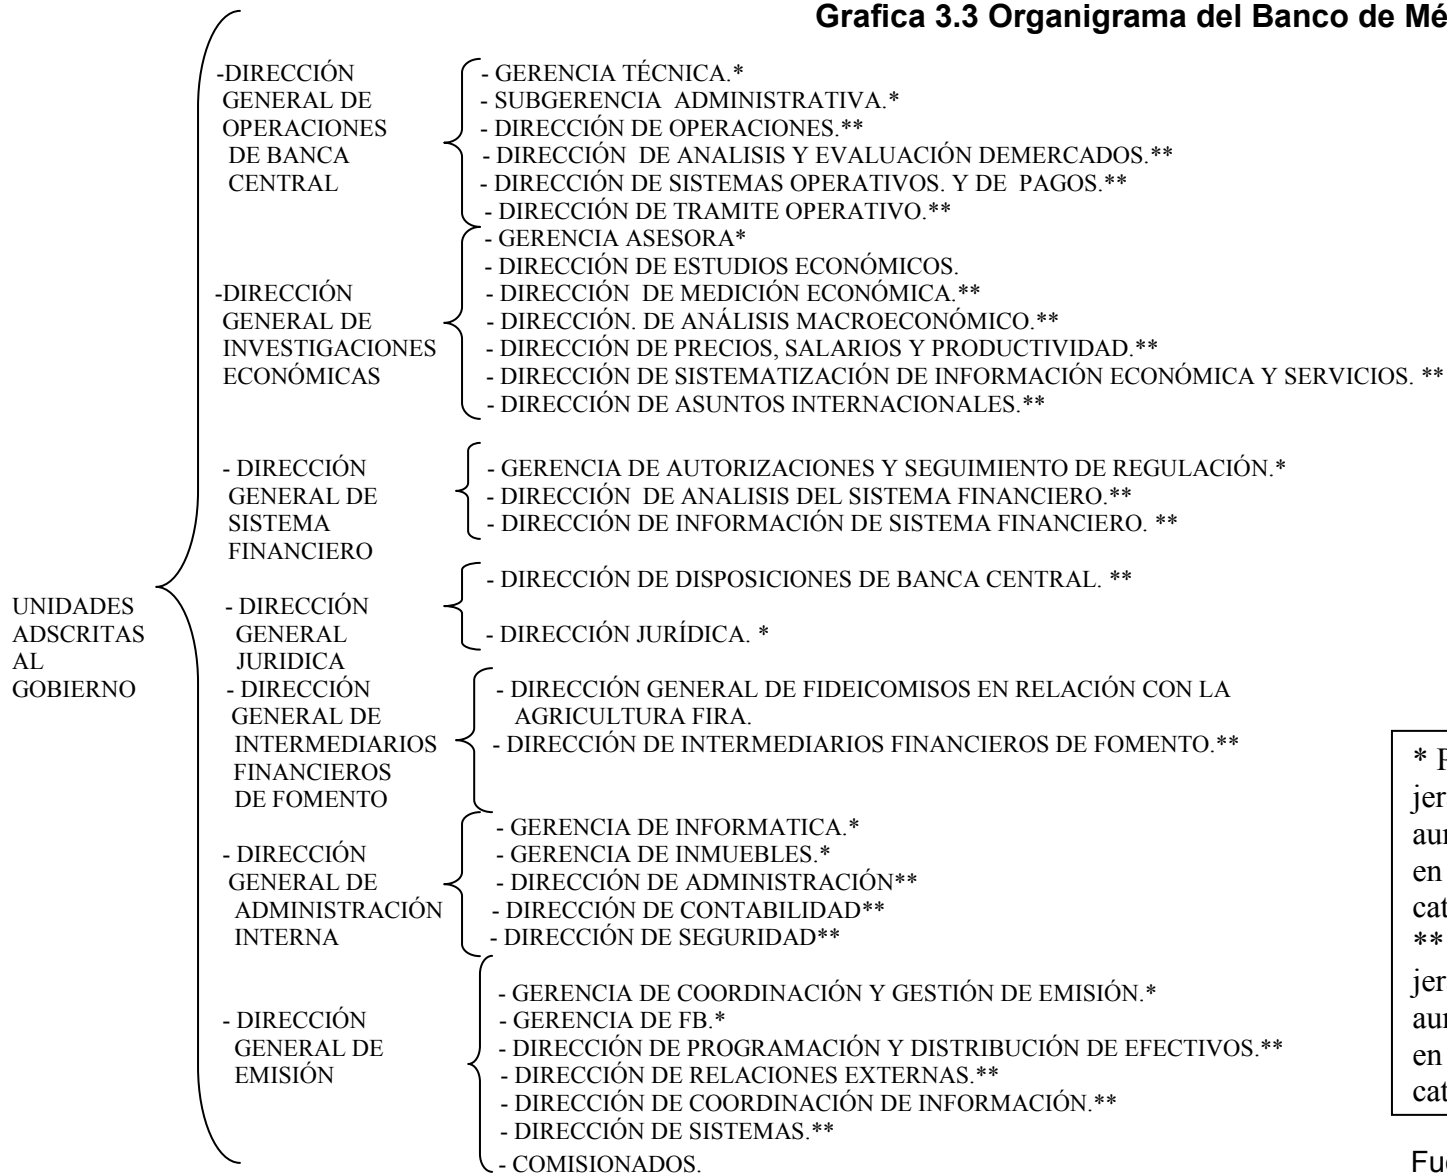 Grafica 3.3 Organigrama del Banco de Mé
UNIDADES
ADSCRITAS
AL
GOBIERNO
-DIRECCIÓN
GENERAL DE
OPERACIONES
DE BANCA
CENTRAL
- GERENCIA TÉCNICA.*
- SUBGERENCIA ADMINISTRATIVA.*
- DIRECCIÓN DE OPERACIONES.**
- DIRECCIÓN DE ANALISIS Y EVALUACIÓN DEMERCADOS.**
- DIRECCIÓN DE SISTEMAS OPERATIVOS. Y DE PAGOS.**
- DIRECCIÓN DE TRAMITE OPERATIVO.**
-DIRECCIÓN
GENERAL DE
INVESTIGACIONES
ECONÓMICAS
- GERENCIA ASESORA*
- DIRECCIÓN DE ESTUDIOS ECONÓMICOS.
- DIRECCIÓN DE MEDICIÓN ECONÓMICA.**
- DIRECCIÓN. DE ANÁLISIS MACROECONÓMICO.**
- DIRECCIÓN DE PRECIOS, SALARIOS Y PRODUCTIVIDAD.**
- DIRECCIÓN DE SISTEMATIZACIÓN DE INFORMACIÓN ECONÓMICA Y SERVICIOS. **
- DIRECCIÓN DE ASUNTOS INTERNACIONALES.**
- DIRECCIÓN
GENERAL DE
SISTEMA
FINANCIERO
- GERENCIA DE AUTORIZACIONES Y SEGUIMIENTO DE REGULACIÓN.*
- DIRECCIÓN DE ANALISIS DEL SISTEMA FINANCIERO.**
- DIRECCIÓN DE INFORMACIÓN DE SISTEMA FINANCIERO. **
- DIRECCIÓN
GENERAL
JURIDICA
- DIRECCIÓN DE DISPOSICIONES DE BANCA CENTRAL. **
- DIRECCIÓN JURÍDICA. *
- DIRECCIÓN
GENERAL DE
INTERMEDIARIOS
FINANCIEROS
DE FOMENTO
- DIRECCIÓN GENERAL DE FIDEICOMISOS EN RELACIÓN CON LA
AGRICULTURA FIRA.
- DIRECCIÓN DE INTERMEDIARIOS FINANCIEROS DE FOMENTO.**
- DIRECCIÓN
GENERAL DE
ADMINISTRACIÓN
INTERNA
- GERENCIA DE INFORMATICA.*
- GERENCIA DE INMUEBLES.*
- DIRECCIÓN DE ADMINISTRACIÓN**
- DIRECCIÓN DE CONTABILIDAD**
- DIRECCIÓN DE SEGURIDAD**
- DIRECCIÓN
GENERAL DE
EMISIÓN
- GERENCIA DE COORDINACIÓN Y GESTIÓN DE EMISIÓN.*
- GERENCIA DE FB.*
- DIRECCIÓN DE PROGRAMACIÓN Y DISTRIBUCIÓN DE EFECTIVOS.**
- DIRECCIÓN DE RELACIONES EXTERNAS.**
- DIRECCIÓN DE COORDINACIÓN DE INFORMACIÓN.**
- DIRECCIÓN DE SISTEMAS.**
- COMISIONADOS.
*
jer
en
cat
**
jer
en
cat